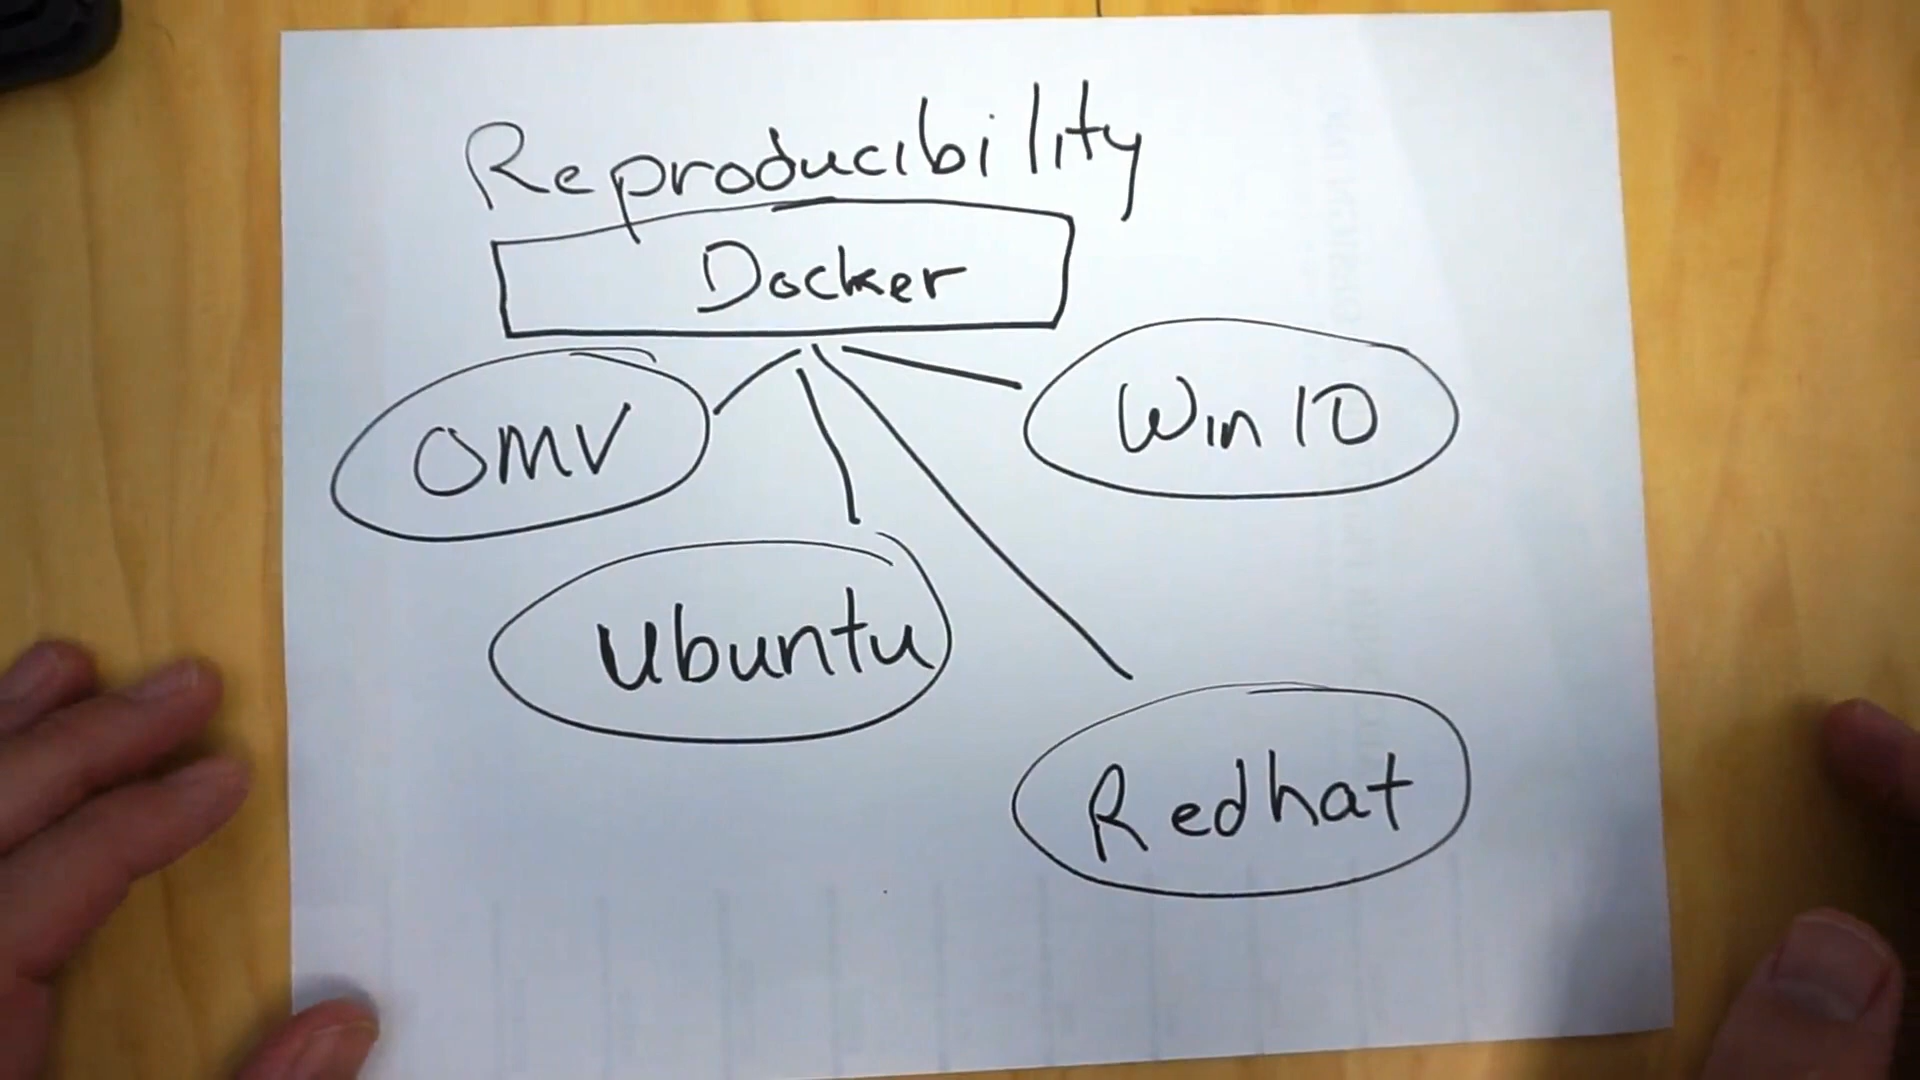 Reproducibility
Docker
OMV
Win 10
Ubuntu
Redhat